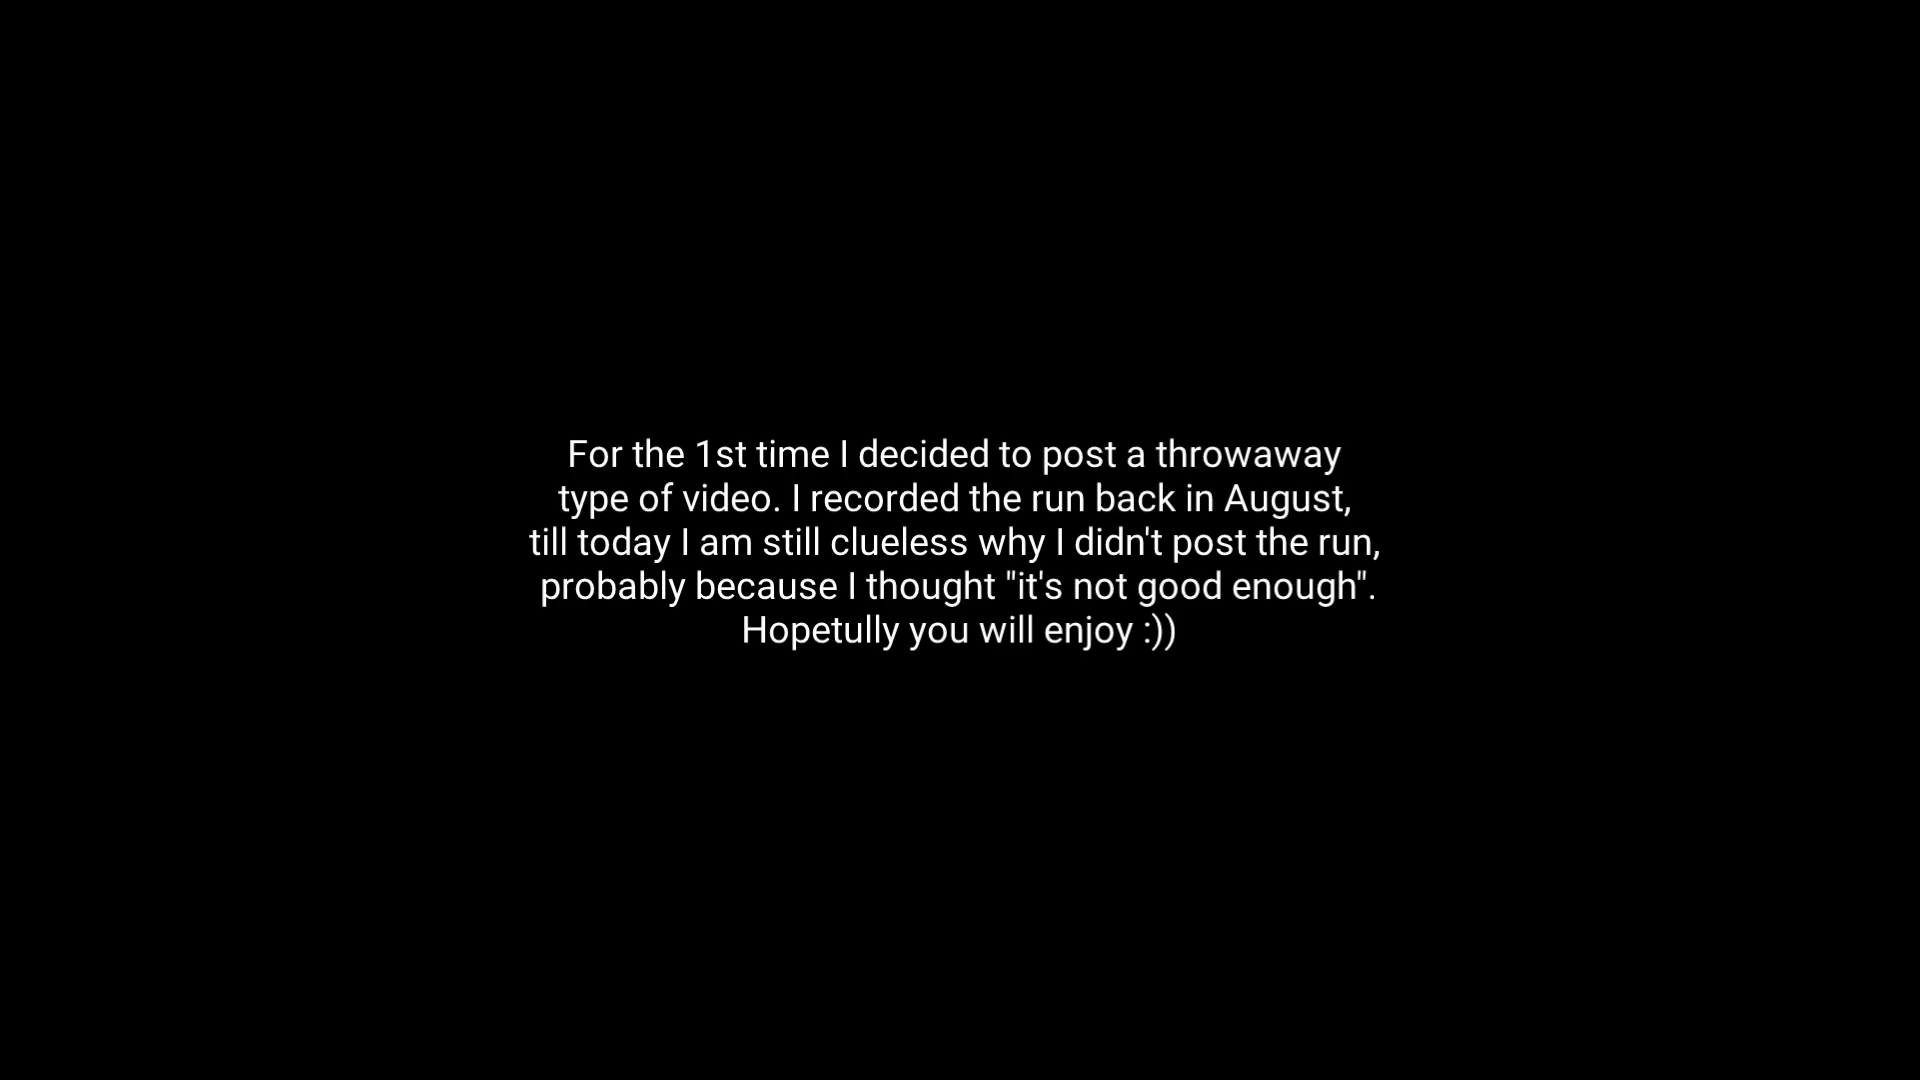 For the 1st time I decided to post a throwaway
type of video. I recorded the run back in August,
till today I am still clueless why I didn't post the run,
probably because I thought "it's not good enough".
Hopetully you will enjoy :))